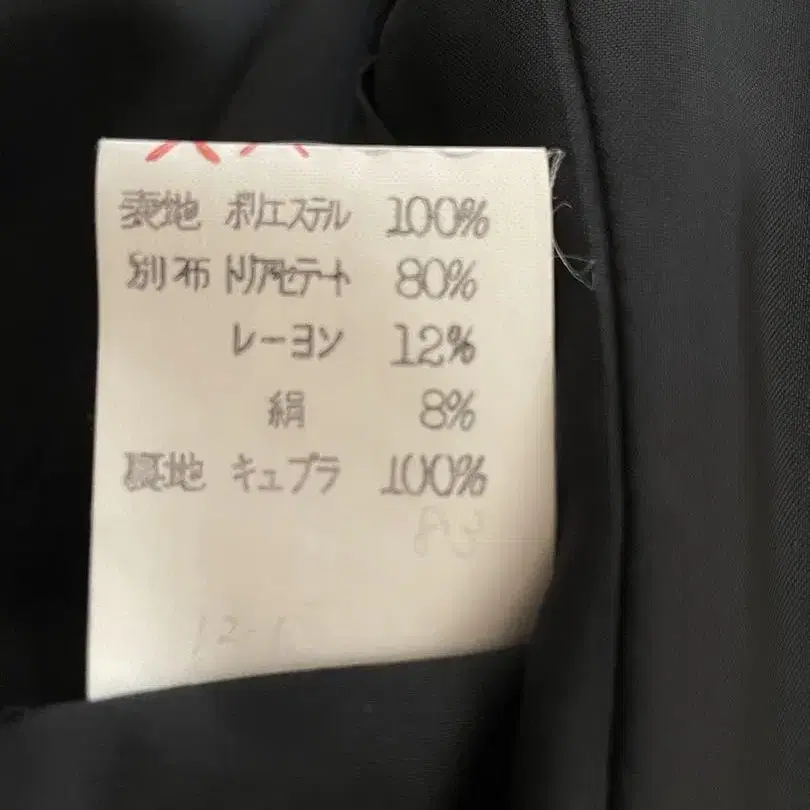 表地 ポリエステル 100%
別布 トリアセテート 80%
レーヨン 12%
絹 8%
裏地 キュプラ 100%